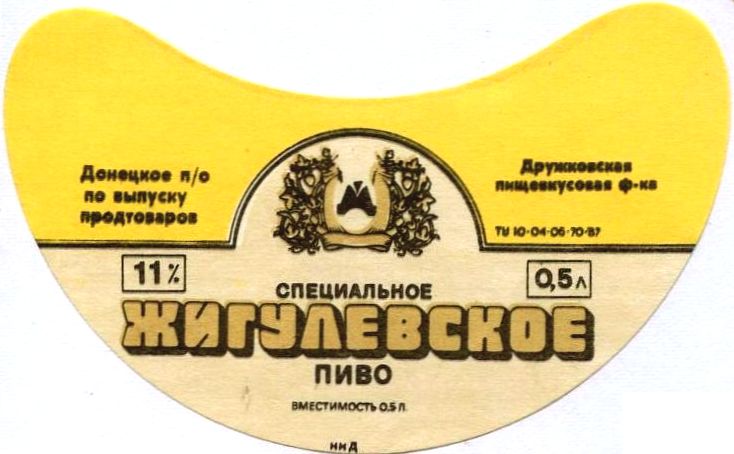 Донецкое п/о
по выпуску
продтоваров
Дружковская
пищевкусовая ф-ка
ТУ 10-04-06-70-87
11%
0,5 л
СПЕЦИАЛЬНОЕ
ЖИГУЛЕВСКОЕ
ПИВО
ВМЕСТИМОСТЬ 0.5 Л.
ннд